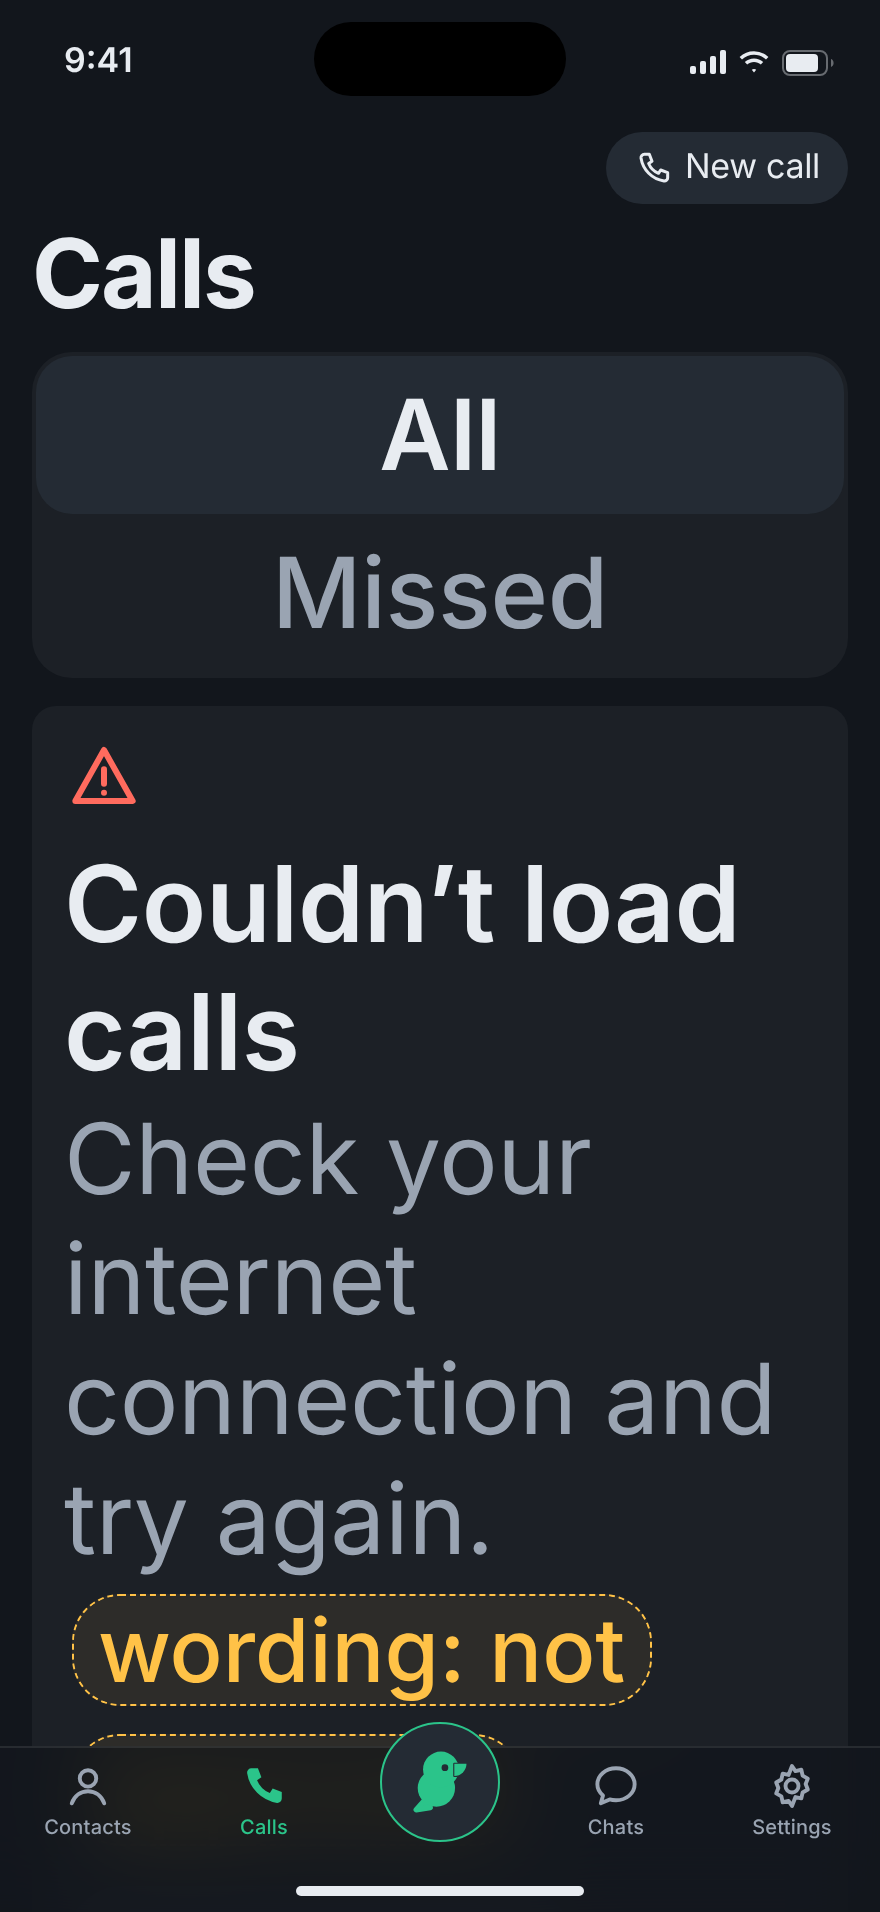 9:41
New call
Calls
All
Missed
Couldn’t load
calls
Check your
internet
connection and
try again.
wording: not
Contacts
Calls
Chats
Settings